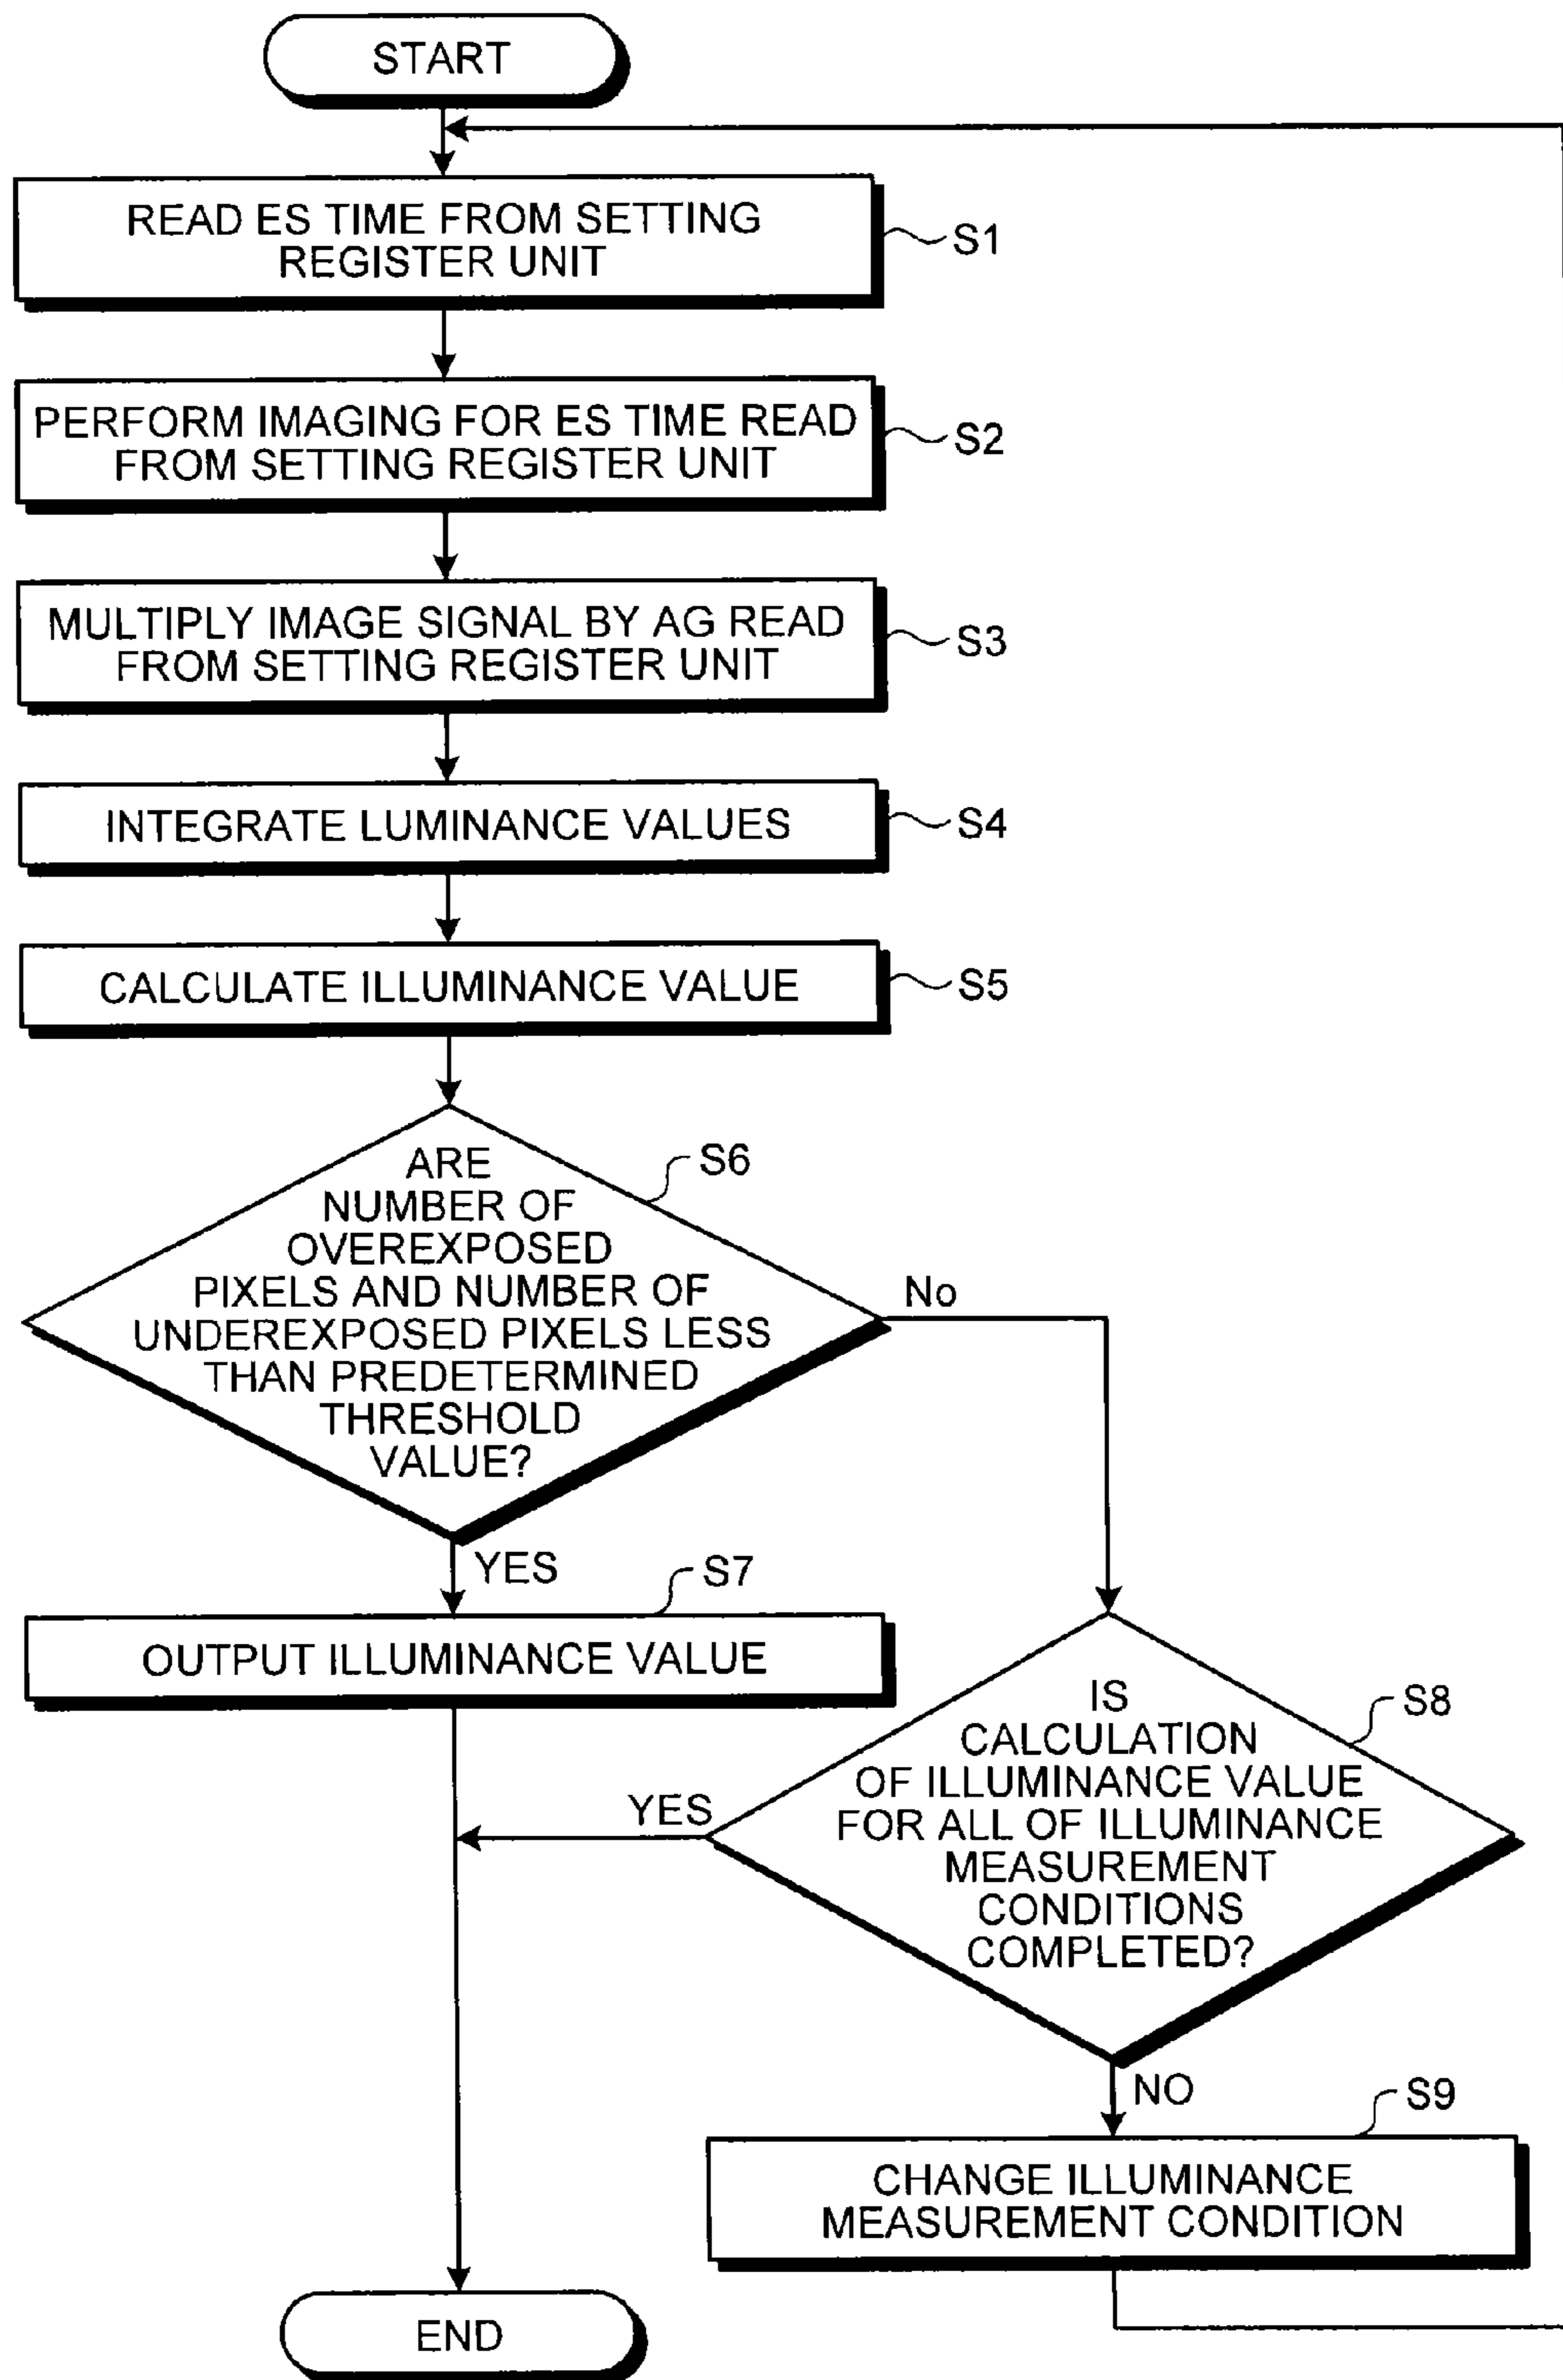 START
READ ES TIME FROM SETTING
REGISTER UNIT
S1
PERFORM IMAGING FOR ES TIME READ
FROM SETTING REGISTER UNIT
S2
MULTIPLY IMAGE SIGNAL BY AG READ
FROM SETTING REGISTER UNIT
S3
INTEGRATE LUMINANCE VALUES
S4
CALCULATE ILLUMINANCE VALUE
S5
ARE
NUMBER OF
OVEREXPOSED
PIXELS AND NUMBER OF
UNDEREXPOSED PIXELS LESS
THAN PREDETERMINED
THRESHOLD
VALUE?
S6
No
YES
S7
OUTPUT ILLUMINANCE VALUE
IS
CALCULATION
OF ILLUMINANCE VALUE
FOR ALL OF ILLUMINANCE
MEASUREMENT
CONDITIONS
COMPLETED?
S8
YES
NO
S9
CHANGE ILLUMINANCE
MEASUREMENT CONDITION
END